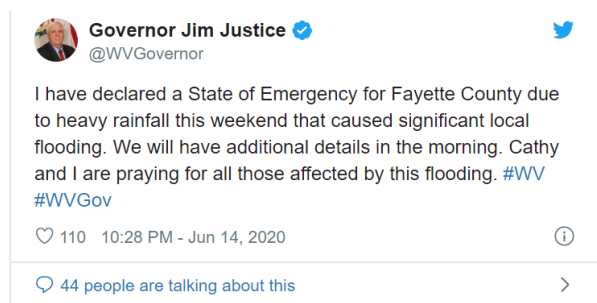 Governor Jim Justice
@WVGovernor
I have declared a State of Emergency for Fayette County due
to heavy rainfall this weekend that caused significant local
flooding. We will have additional details in the morning. Cathy
and I are praying for all those affected by this flooding. #WV
#WVGov
110 10:28 PM - Jun 14, 2020
44 people are talking about this